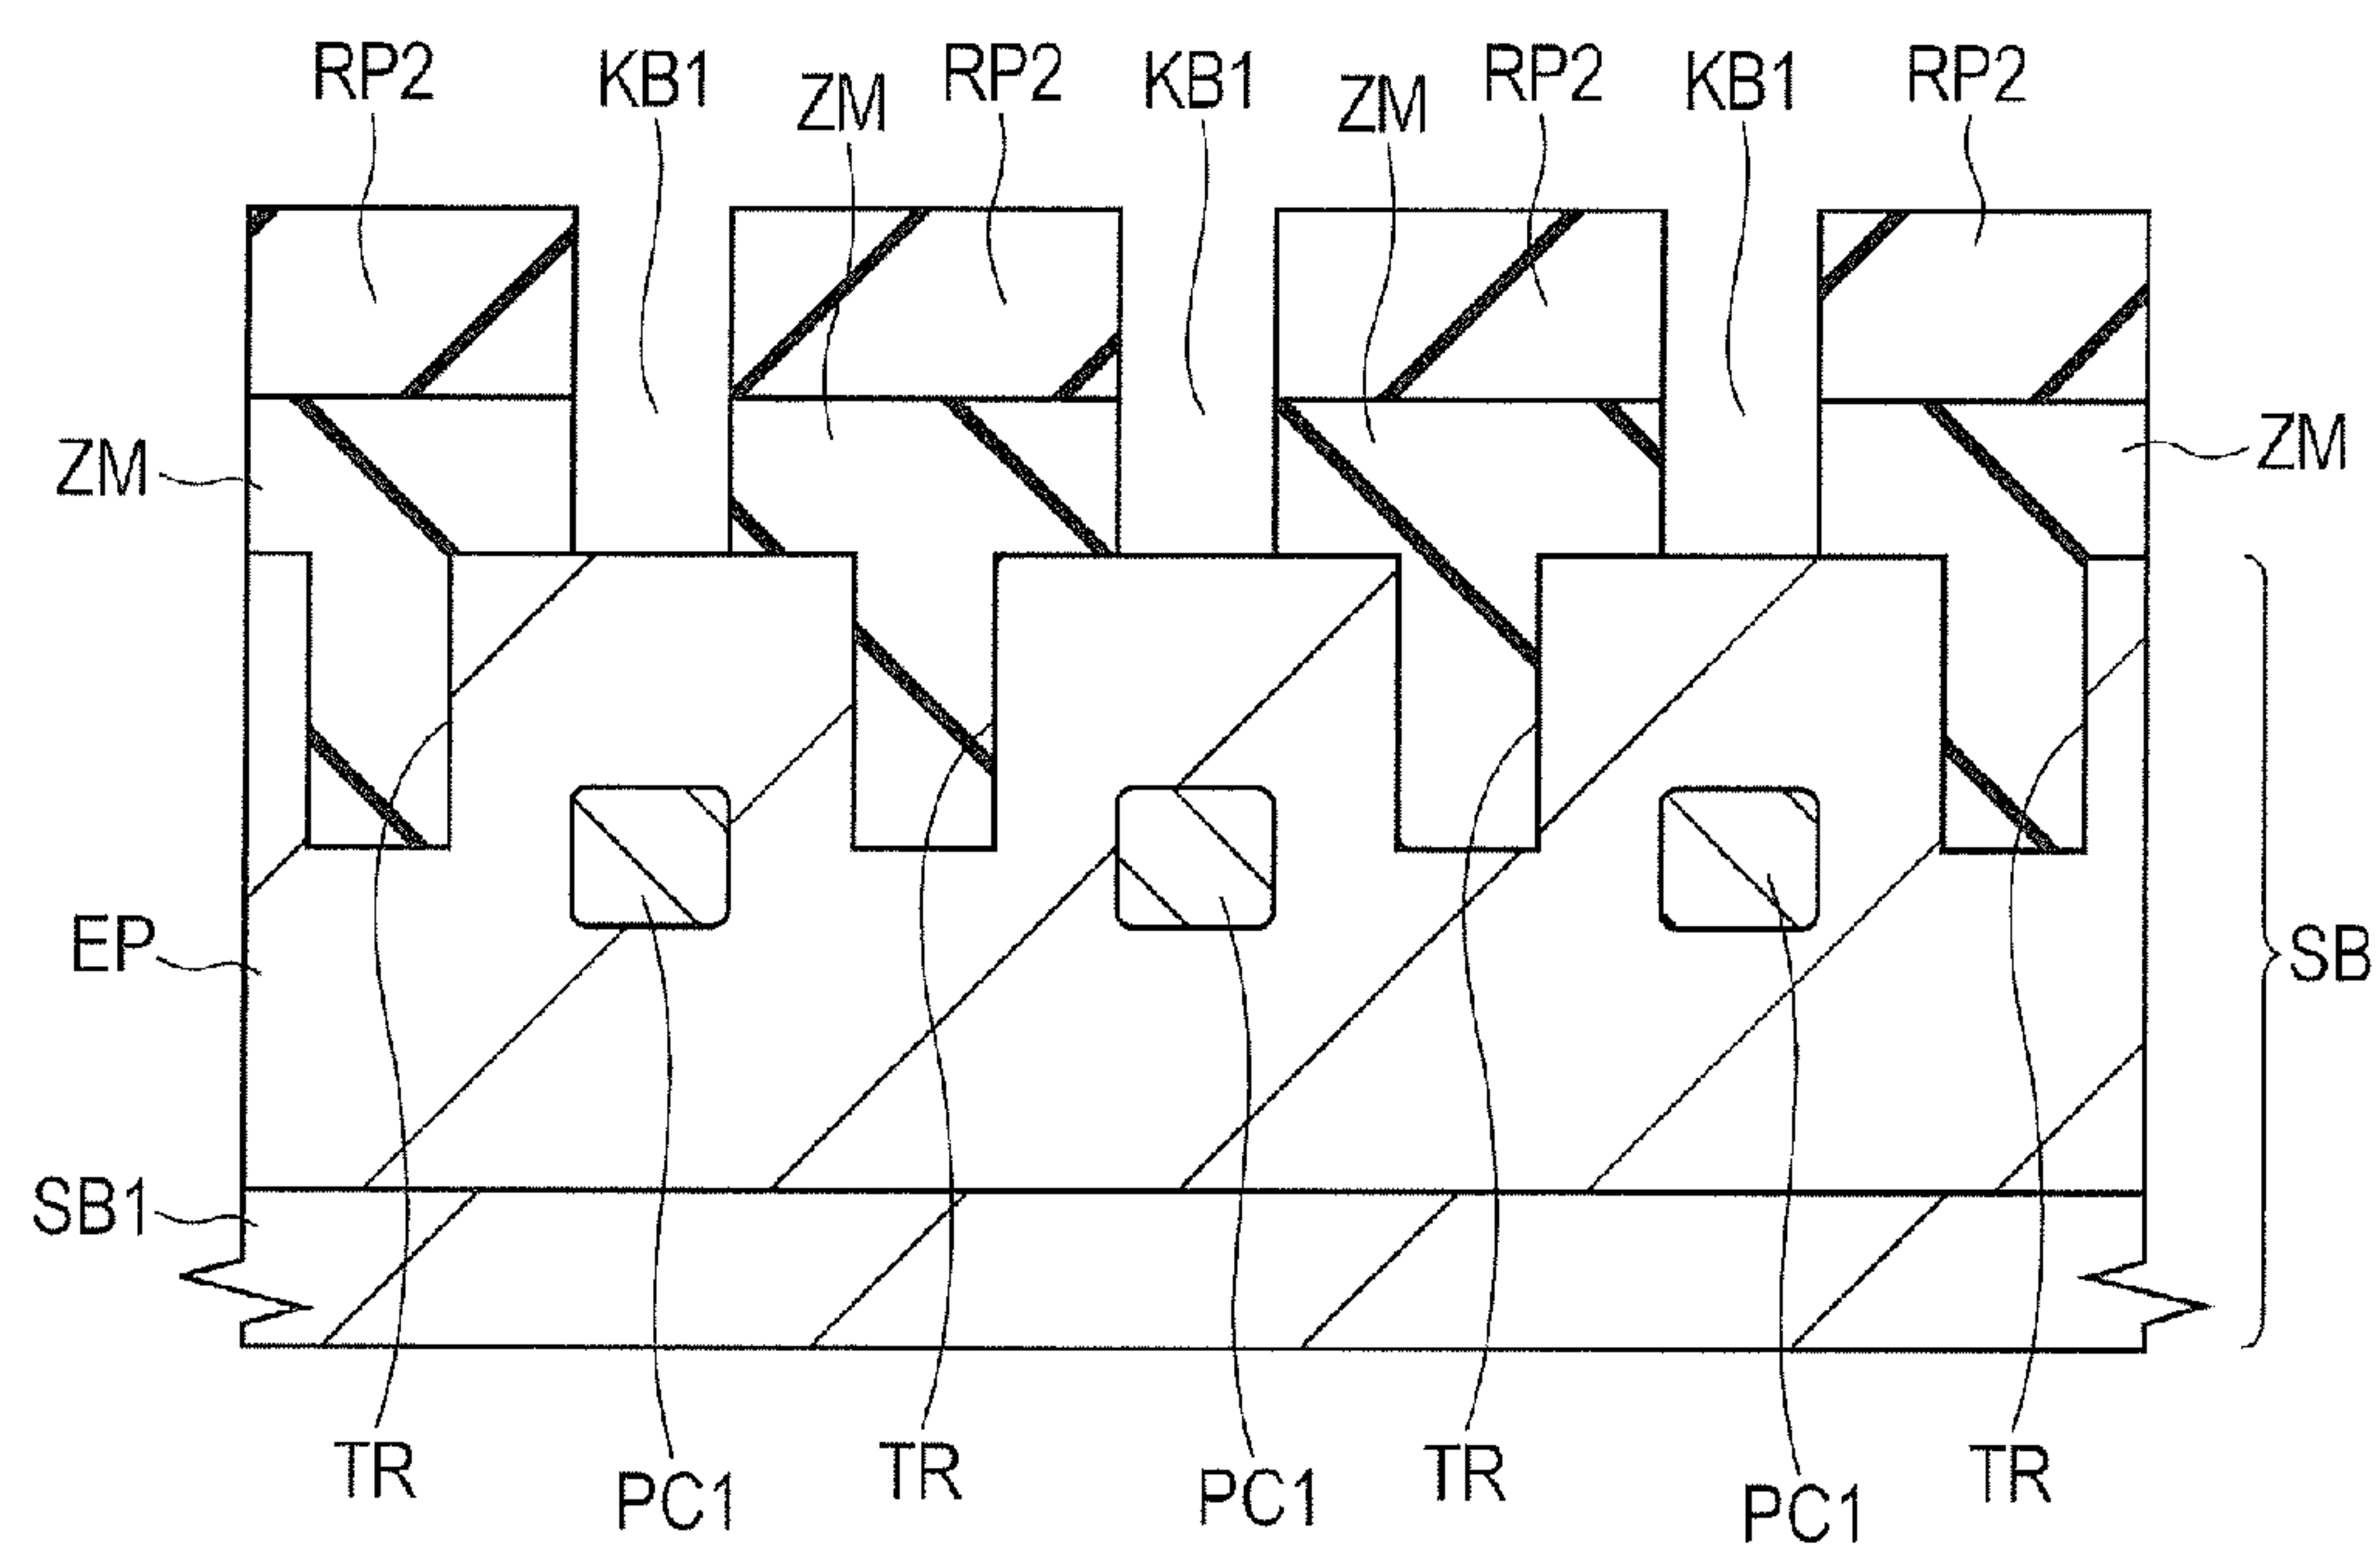 RP2 KB1 ZM RP2 KB1 ZM RP2 KB1 RP2
ZM ZM
EP SB
SB1
TR PC1 TR PC1 TR PC1 TR